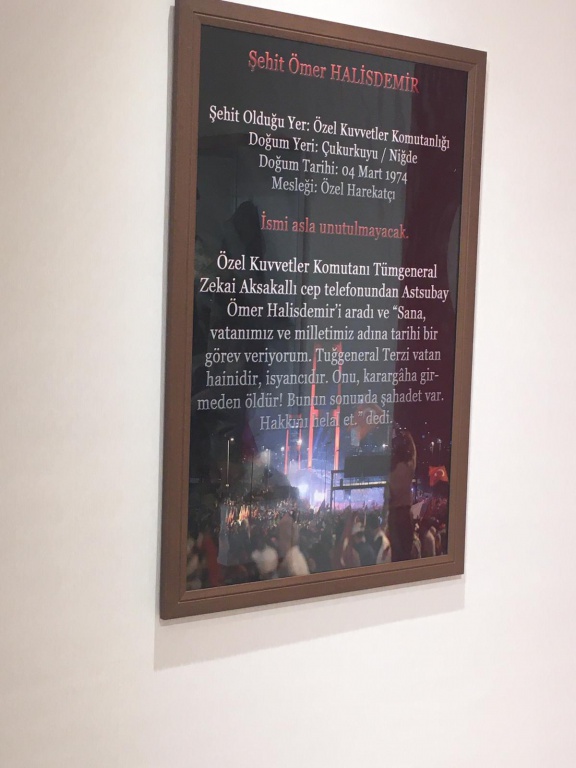 Şehit Ömer HALİSDEMİR
Şehit Olduğu Yer: Özel Kuvvetler Komutanlığı
Doğum Yeri: Çukurkuyu / Niğde
Doğum Tarihi: 04 Mart 1974
Mesleği: Özel Harekatçı
İsmi asla unutulmayacak.
Özel Kuvvetler Komutanı Tümgeneral
Zekai Aksakallı cep telefonundan Astsubay
Ömer Halisdemir'i aradı ve “Sana,
vatanımız ve milletimiz adına tarihi bir
görev veriyorum. Tuğgeneral Terzi vatan
hainidir, isyancıdır. Onu, karargâha gir-
meden öldür! Bunun sonunda şahadet var.
Hakkını helal et.” dedi.